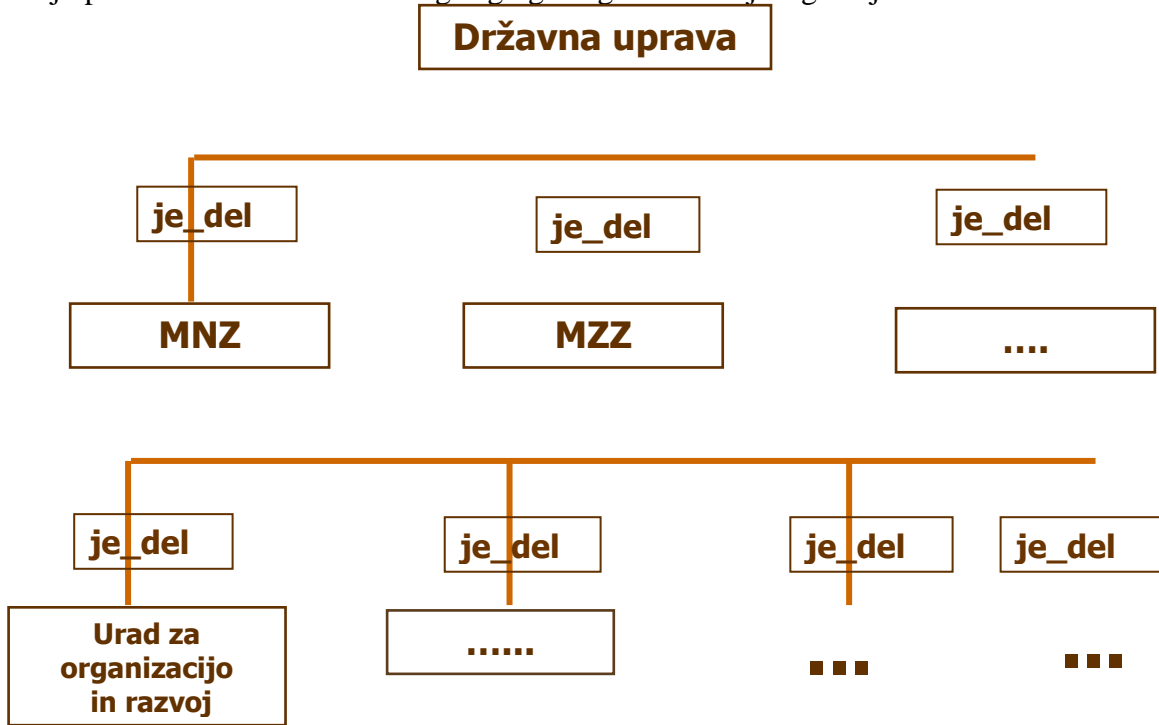 Državna uprava
je_del
je_del
je_del
MNZ
MZZ
....
je_del
je_del
je_del
je_del
Urad za
organizacijo
in razvoj
......
...
...